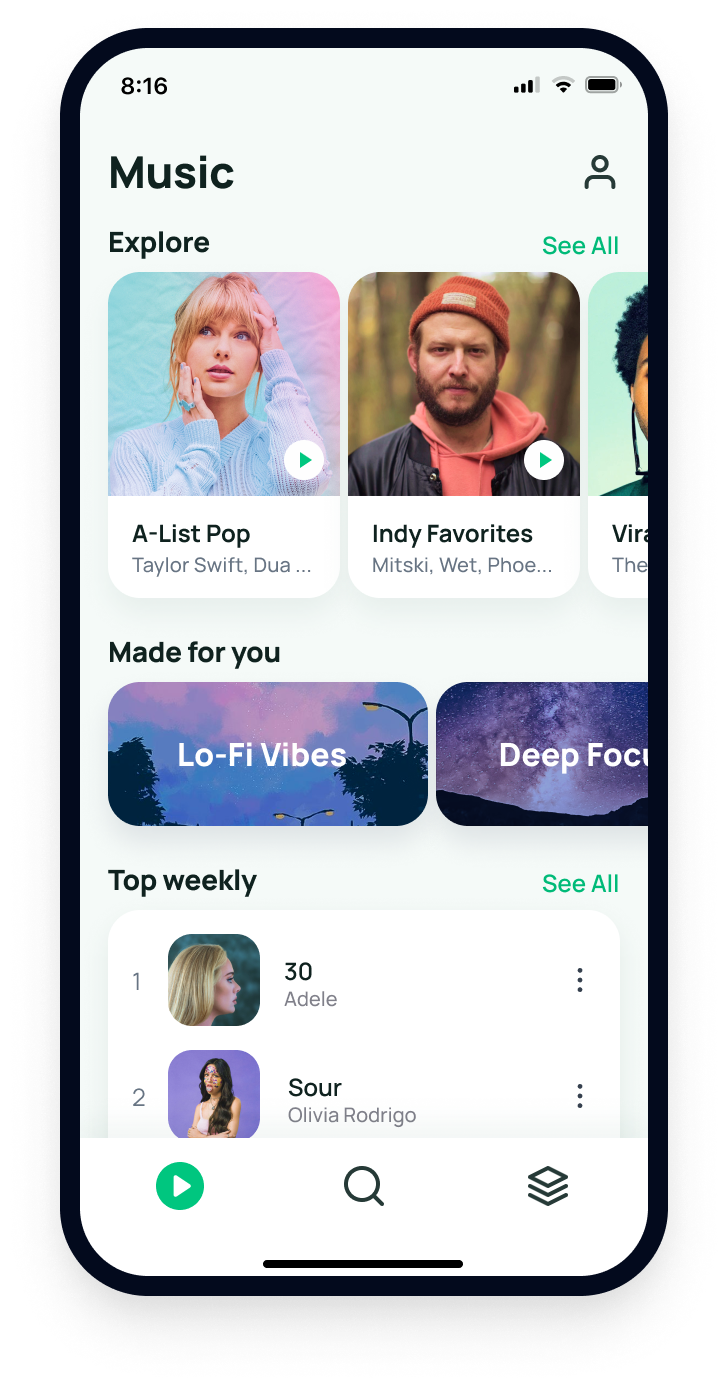 8:16
Music
Explore
See All
A-List Pop
Taylor Swift, Dua ...
Indy Favorites
Mitski, Wet, Phoe...
Vira
The
Made for you
Lo-Fi Vibes
Deep Focu
Top weekly
See All
1
30
Adele
2
Sour
Olivia Rodrigo